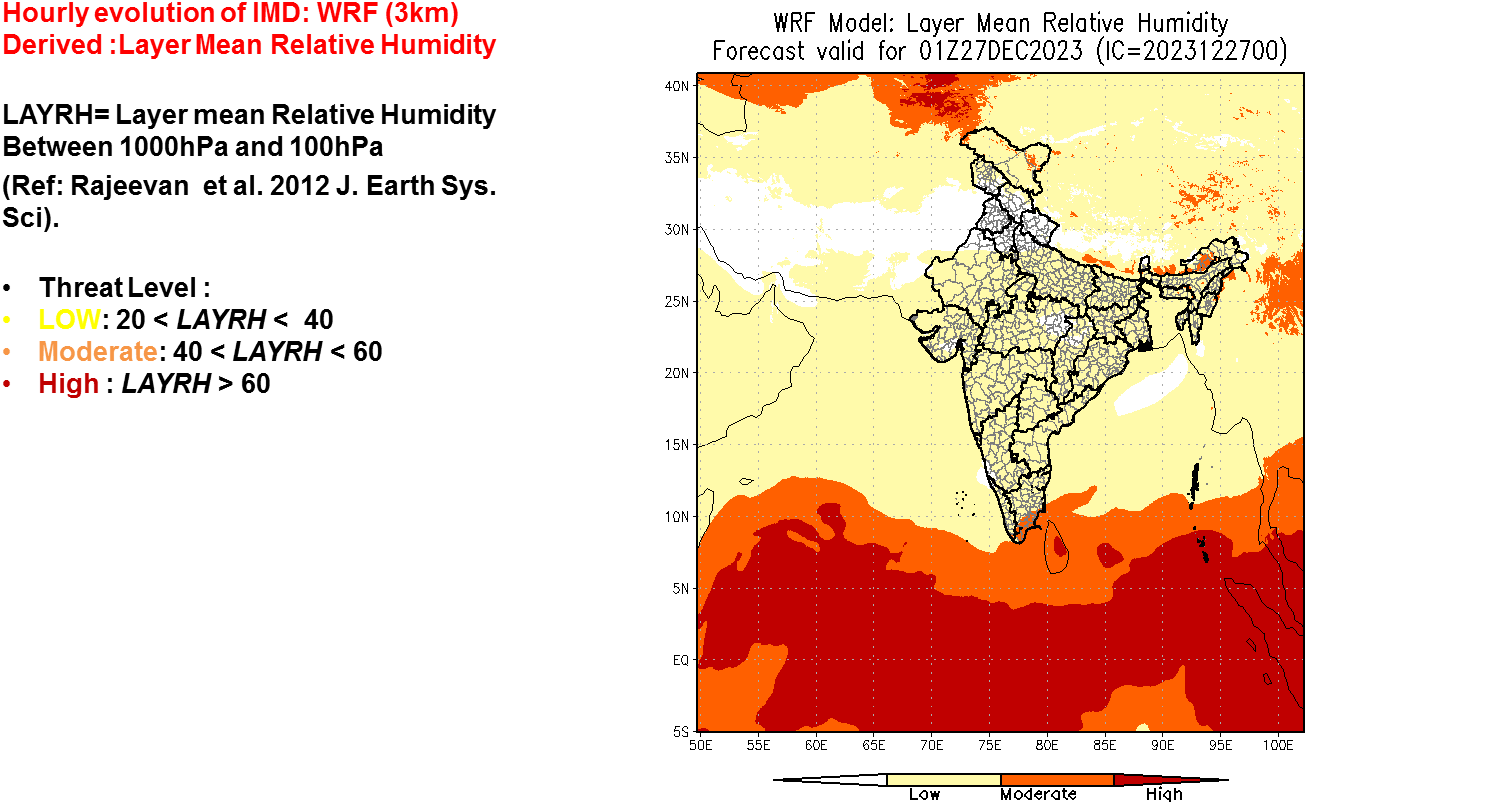 Hourly evolution of IMD: WRF (3km)
Derived :Layer Mean Relative Humidity
LAYRH= Layer mean Relative Humidity
Between 1000hPa and 100hPa
(Ref: Rajeevan et al. 2012 J. Earth Sys.
Sci).
• Threat Level :
• LOW: 20 < LAYRH < 40
• Moderate: 40 < LAYRH < 60
• High : LAYRH > 60
WRF Model: Layer Mean Relative Humidity
Forecast valid for 01Z27DEC2023 (IC=2023122700)
40N
35N
30N
25N
20N
15N
10N
5N
EQ
5S
50E 55E 60E 65E 70E 75E 80E 85E 90E 95E 100E
Low Moderate High